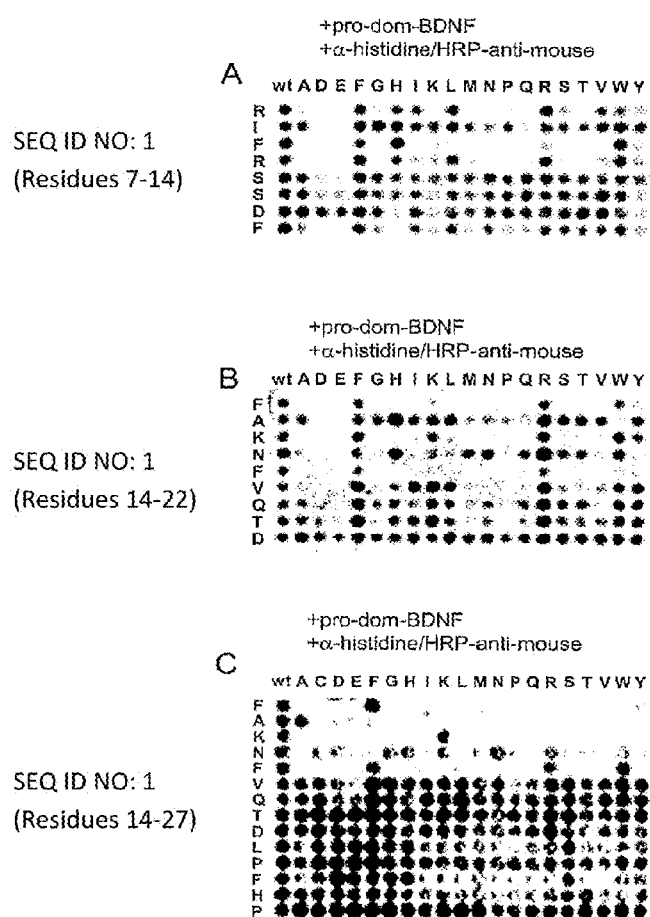 +pro-dom-BDNF
+α-histidine/HRP-anti-mouse
A
wt A D E F G H I K L M N P Q R S T V W Y
SEQ ID NO: 1
(Residues 7-14)
R
I
F
R
S
S
D
F
+pro-dom-BDNF
+α-histidine/HRP-anti-mouse
B
wt A D E F G H I K L M N P Q R S T V W Y
SEQ ID NO: 1
(Residues 14-22)
F
A
K
N
F
V
Q
T
D
+pro-dom-BDNF
+α-histidine/HRP-anti-mouse
C
wt A C D E F G H I K L M N P Q R S T V W Y
SEQ ID NO: 1
(Residues 14-27)
F
A
K
N
F
V
Q
T
D
L
P
F
H
P